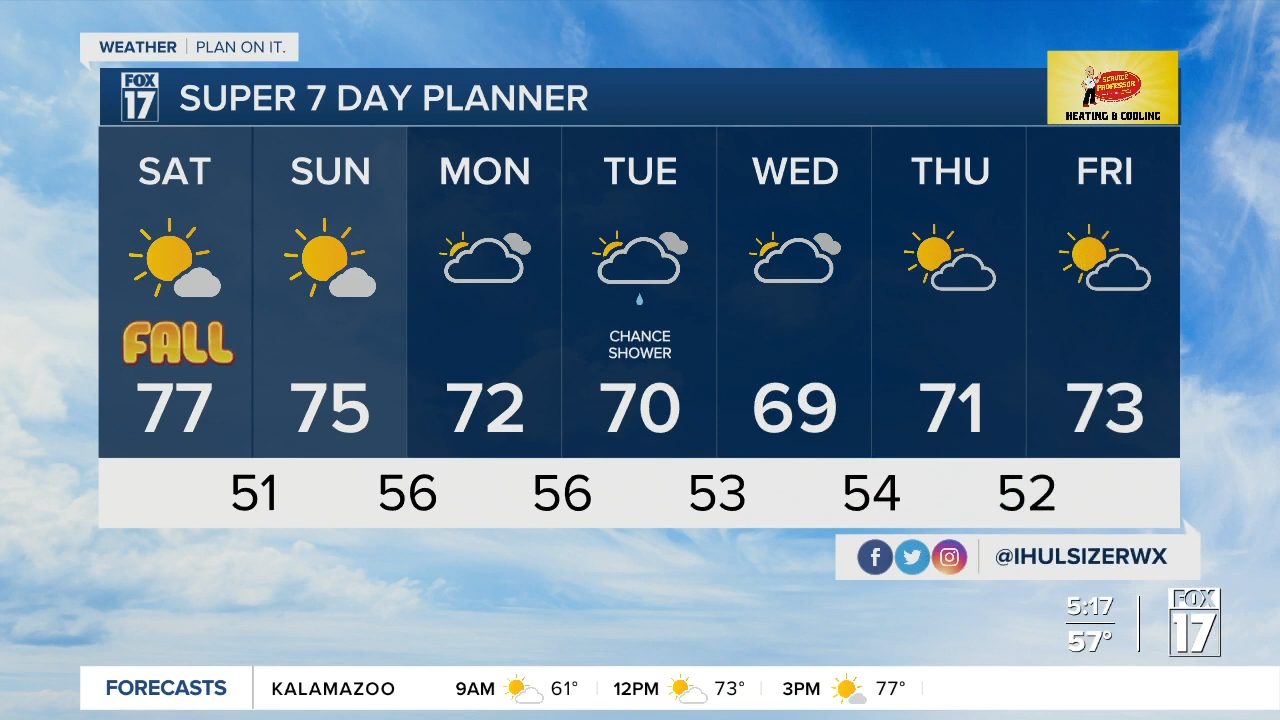 WEATHER PLAN ON IT.
FOX 17
SUPER 7 DAY PLANNER
SERVICE PROFESSOR
HEATING & COOLING
SAT SUN MON TUE WED THU FRI
FALL
CHANCE
SHOWER
77 75 72 70 69 71 73
51 56 56 53 54 52
@IHULSIZERWX
5:17
57°
FOX 17
FORECASTS KALAMAZOO 9AM 61° 12PM 73° 3PM 77°